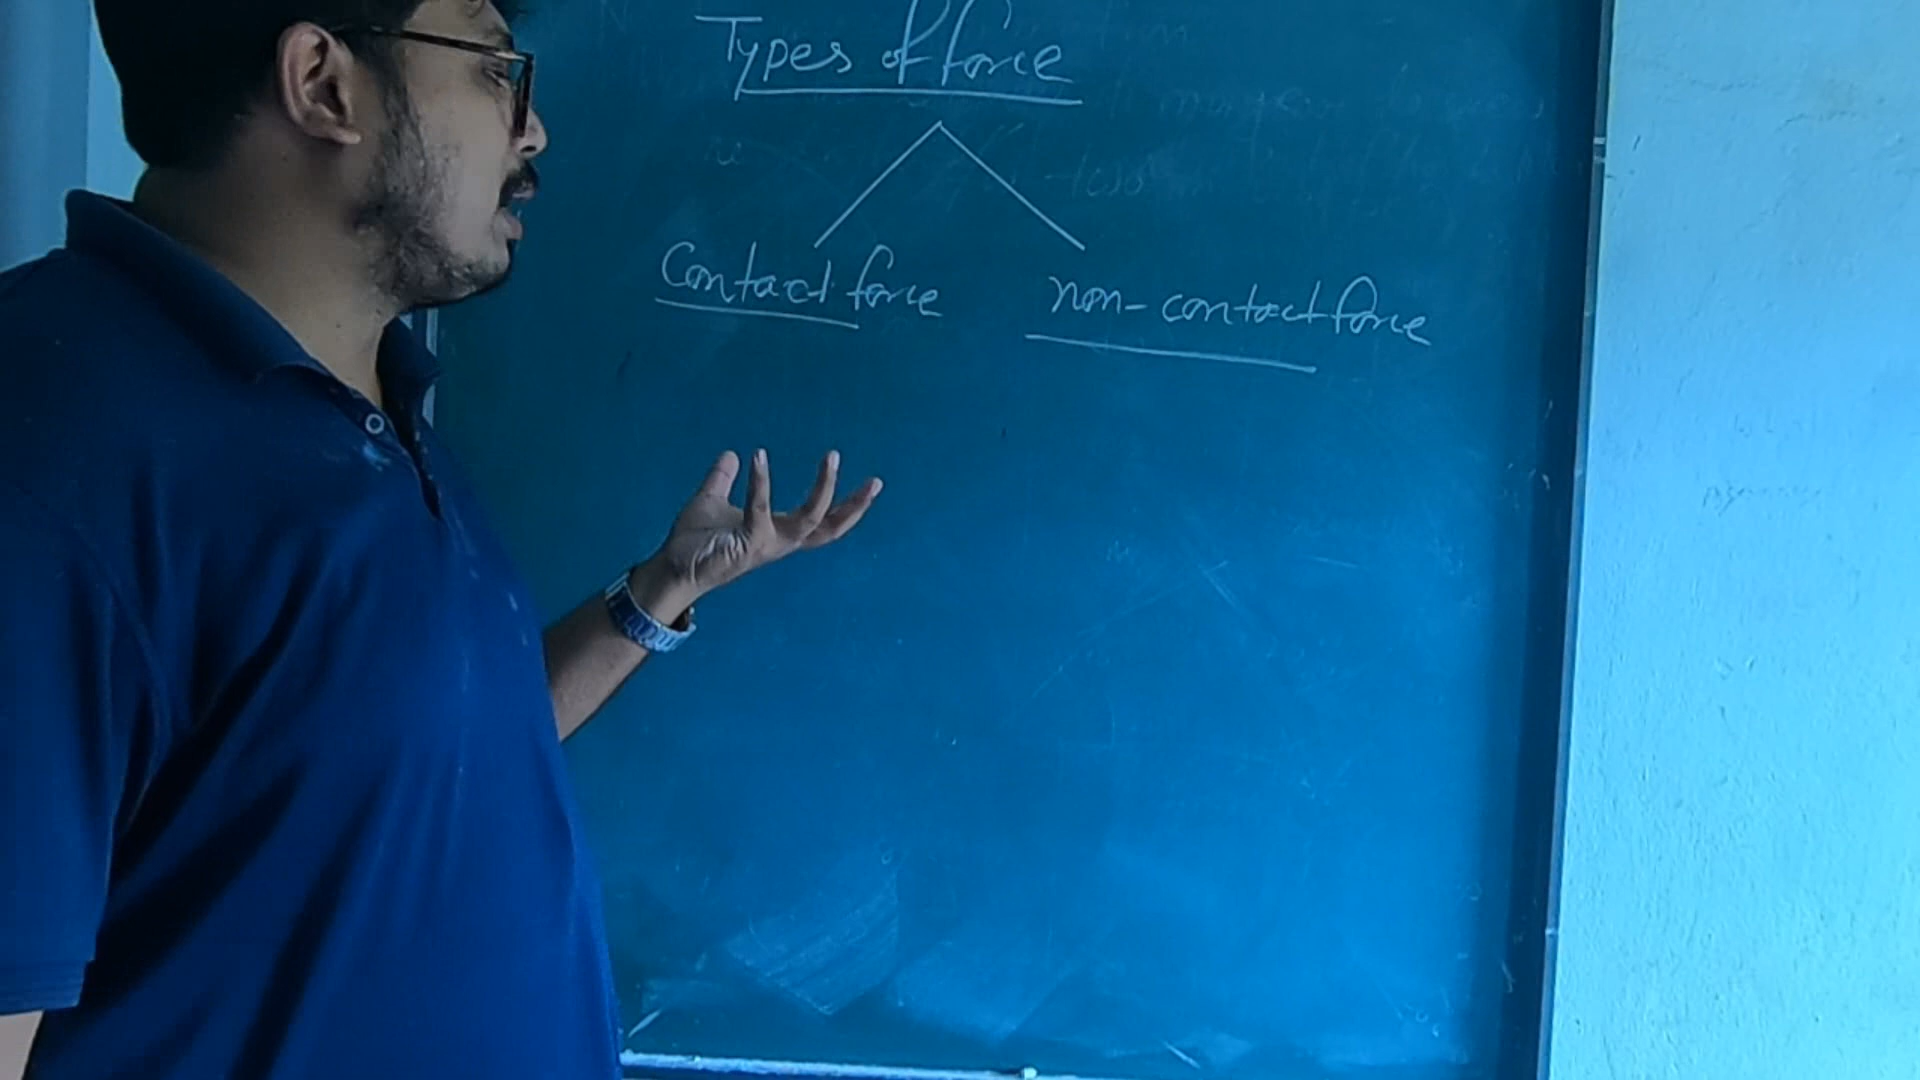 Types of force
Contact force
non-contact force